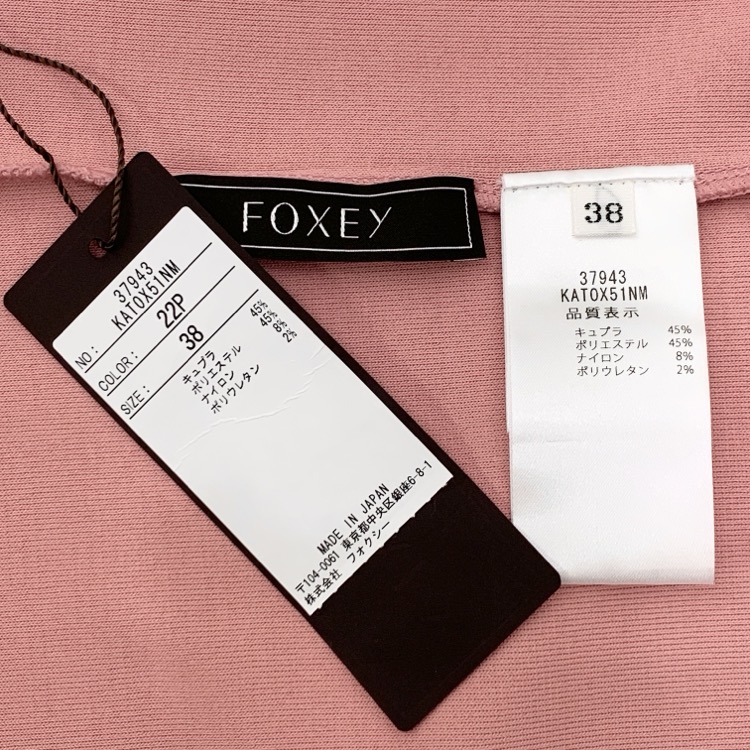 FOXEY
NO: 37943
KATOX51NM
COLOR: 22P
SIZE: 38
キュプラ 45%
ポリエステル 45%
ナイロン 8%
ポリウレタン 2%
MADE IN JAPAN
〒104-0061 東京都中央区銀座6-8-1
株式会社 フオクシー
38
37943
KATOX51NM
品質表示
キュプラ 45%
ポリエステル 45%
ナイロン 8%
ポリウレタン 2%